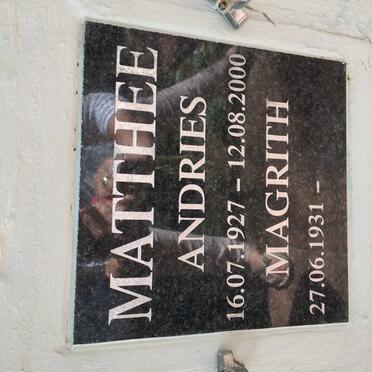 MATTHEE
ANDRIES
16.07.1927 – 12.08.2000
MAGRITH
27.06.1931 –